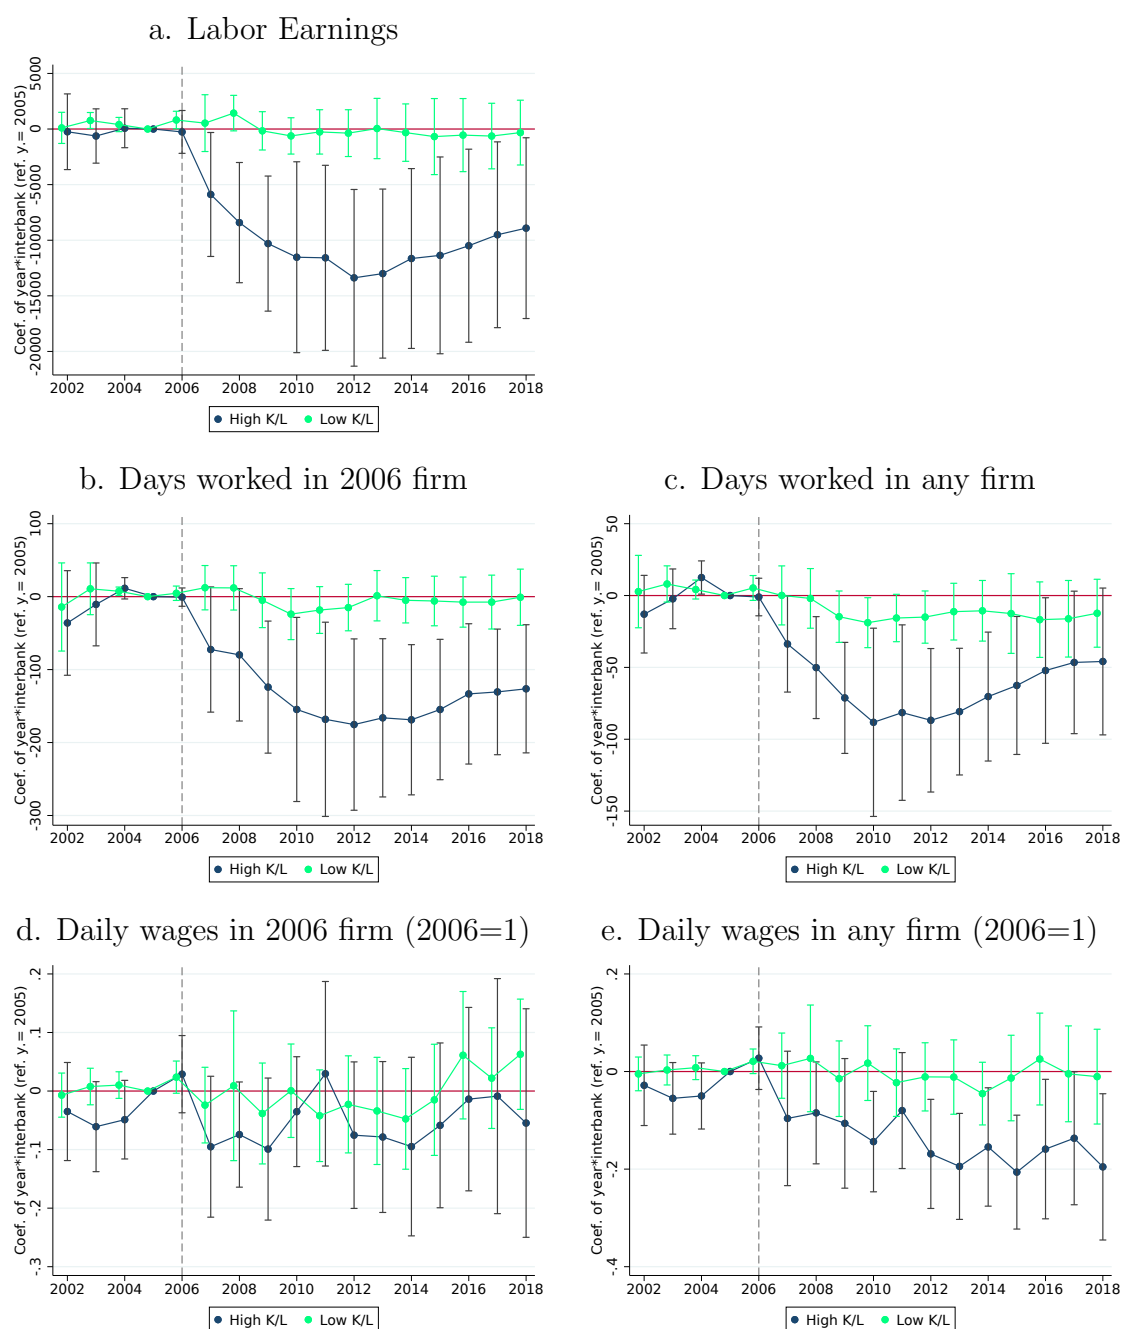 a. Labor Earnings
Coef. of year*interbank (ref. y.= 2005)
5000
0
-5000
-10000
-15000
-20000
2002 2004 2006 2008 2010 2012 2014 2016 2018
High K/L Low K/L
b. Days worked in 2006 firm
Coef. of year*interbank (ref. y.= 2005)
100
0
-100
-200
-300
2002 2004 2006 2008 2010 2012 2014 2016 2018
High K/L Low K/L
c. Days worked in any firm
Coef. of year*interbank (ref. y.= 2005)
50
0
-50
-100
-150
2002 2004 2006 2008 2010 2012 2014 2016 2018
High K/L Low K/L
d. Daily wages in 2006 firm (2006=1)
Coef. of year*interbank (ref. y.= 2005)
.2
.1
0
-.1
-.2
-.3
2002 2004 2006 2008 2010 2012 2014 2016 2018
High K/L Low K/L
e. Daily wages in any firm (2006=1)
Coef. of year*interbank (ref. y.= 2005)
.2
0
-.2
-.4
2002 2004 2006 2008 2010 2012 2014 2016 2018
High K/L Low K/L